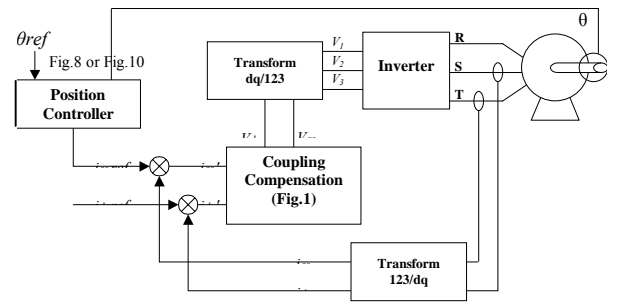 θ
θref
Fig.8 or Fig.10
Position
Controller
Transform
dq/123
V1
V2
V3
Inverter
R
S
T
Coupling
Compensation
(Fig.1)
Transform
123/dq